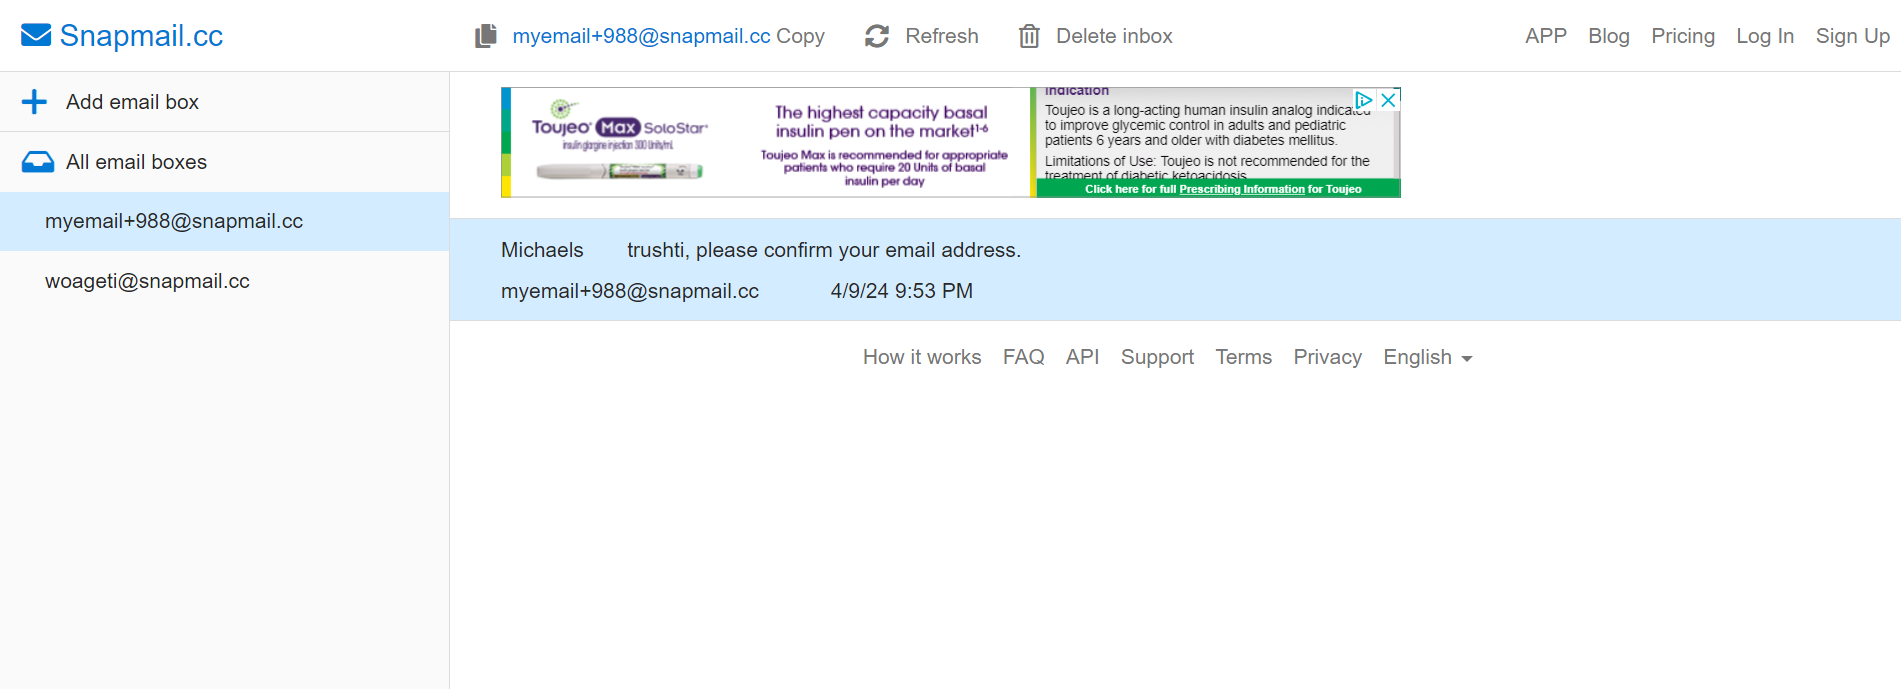 Snapmail.cc
myemail+988@snapmail.cc Copy
Refresh
Delete inbox
APP
Blog
Pricing
Log In
Sign Up
Add email box
All email boxes
myemail+988@snapmail.cc
woageti@snapmail.cc
Toujeo® Max SoloStar®
insulin glargine injection 300 Units/mL
The highest capacity basal
insulin pen on the market¹⁻⁶
Toujeo Max is recommended for appropriate
patients who require 20 Units of basal
insulin per day
Indication
Toujeo is a long-acting human insulin analog indicated
to improve glycemic control in adults and pediatric
patients 6 years and older with diabetes mellitus.
Limitations of Use: Toujeo is not recommended for the
treatment of diabetic ketoacidosis
Click here for full Prescribing Information for Toujeo
Michaels trushti, please confirm your email address.
myemail+988@snapmail.cc 4/9/24 9:53 PM
How it works
FAQ
API
Support
Terms
Privacy
English